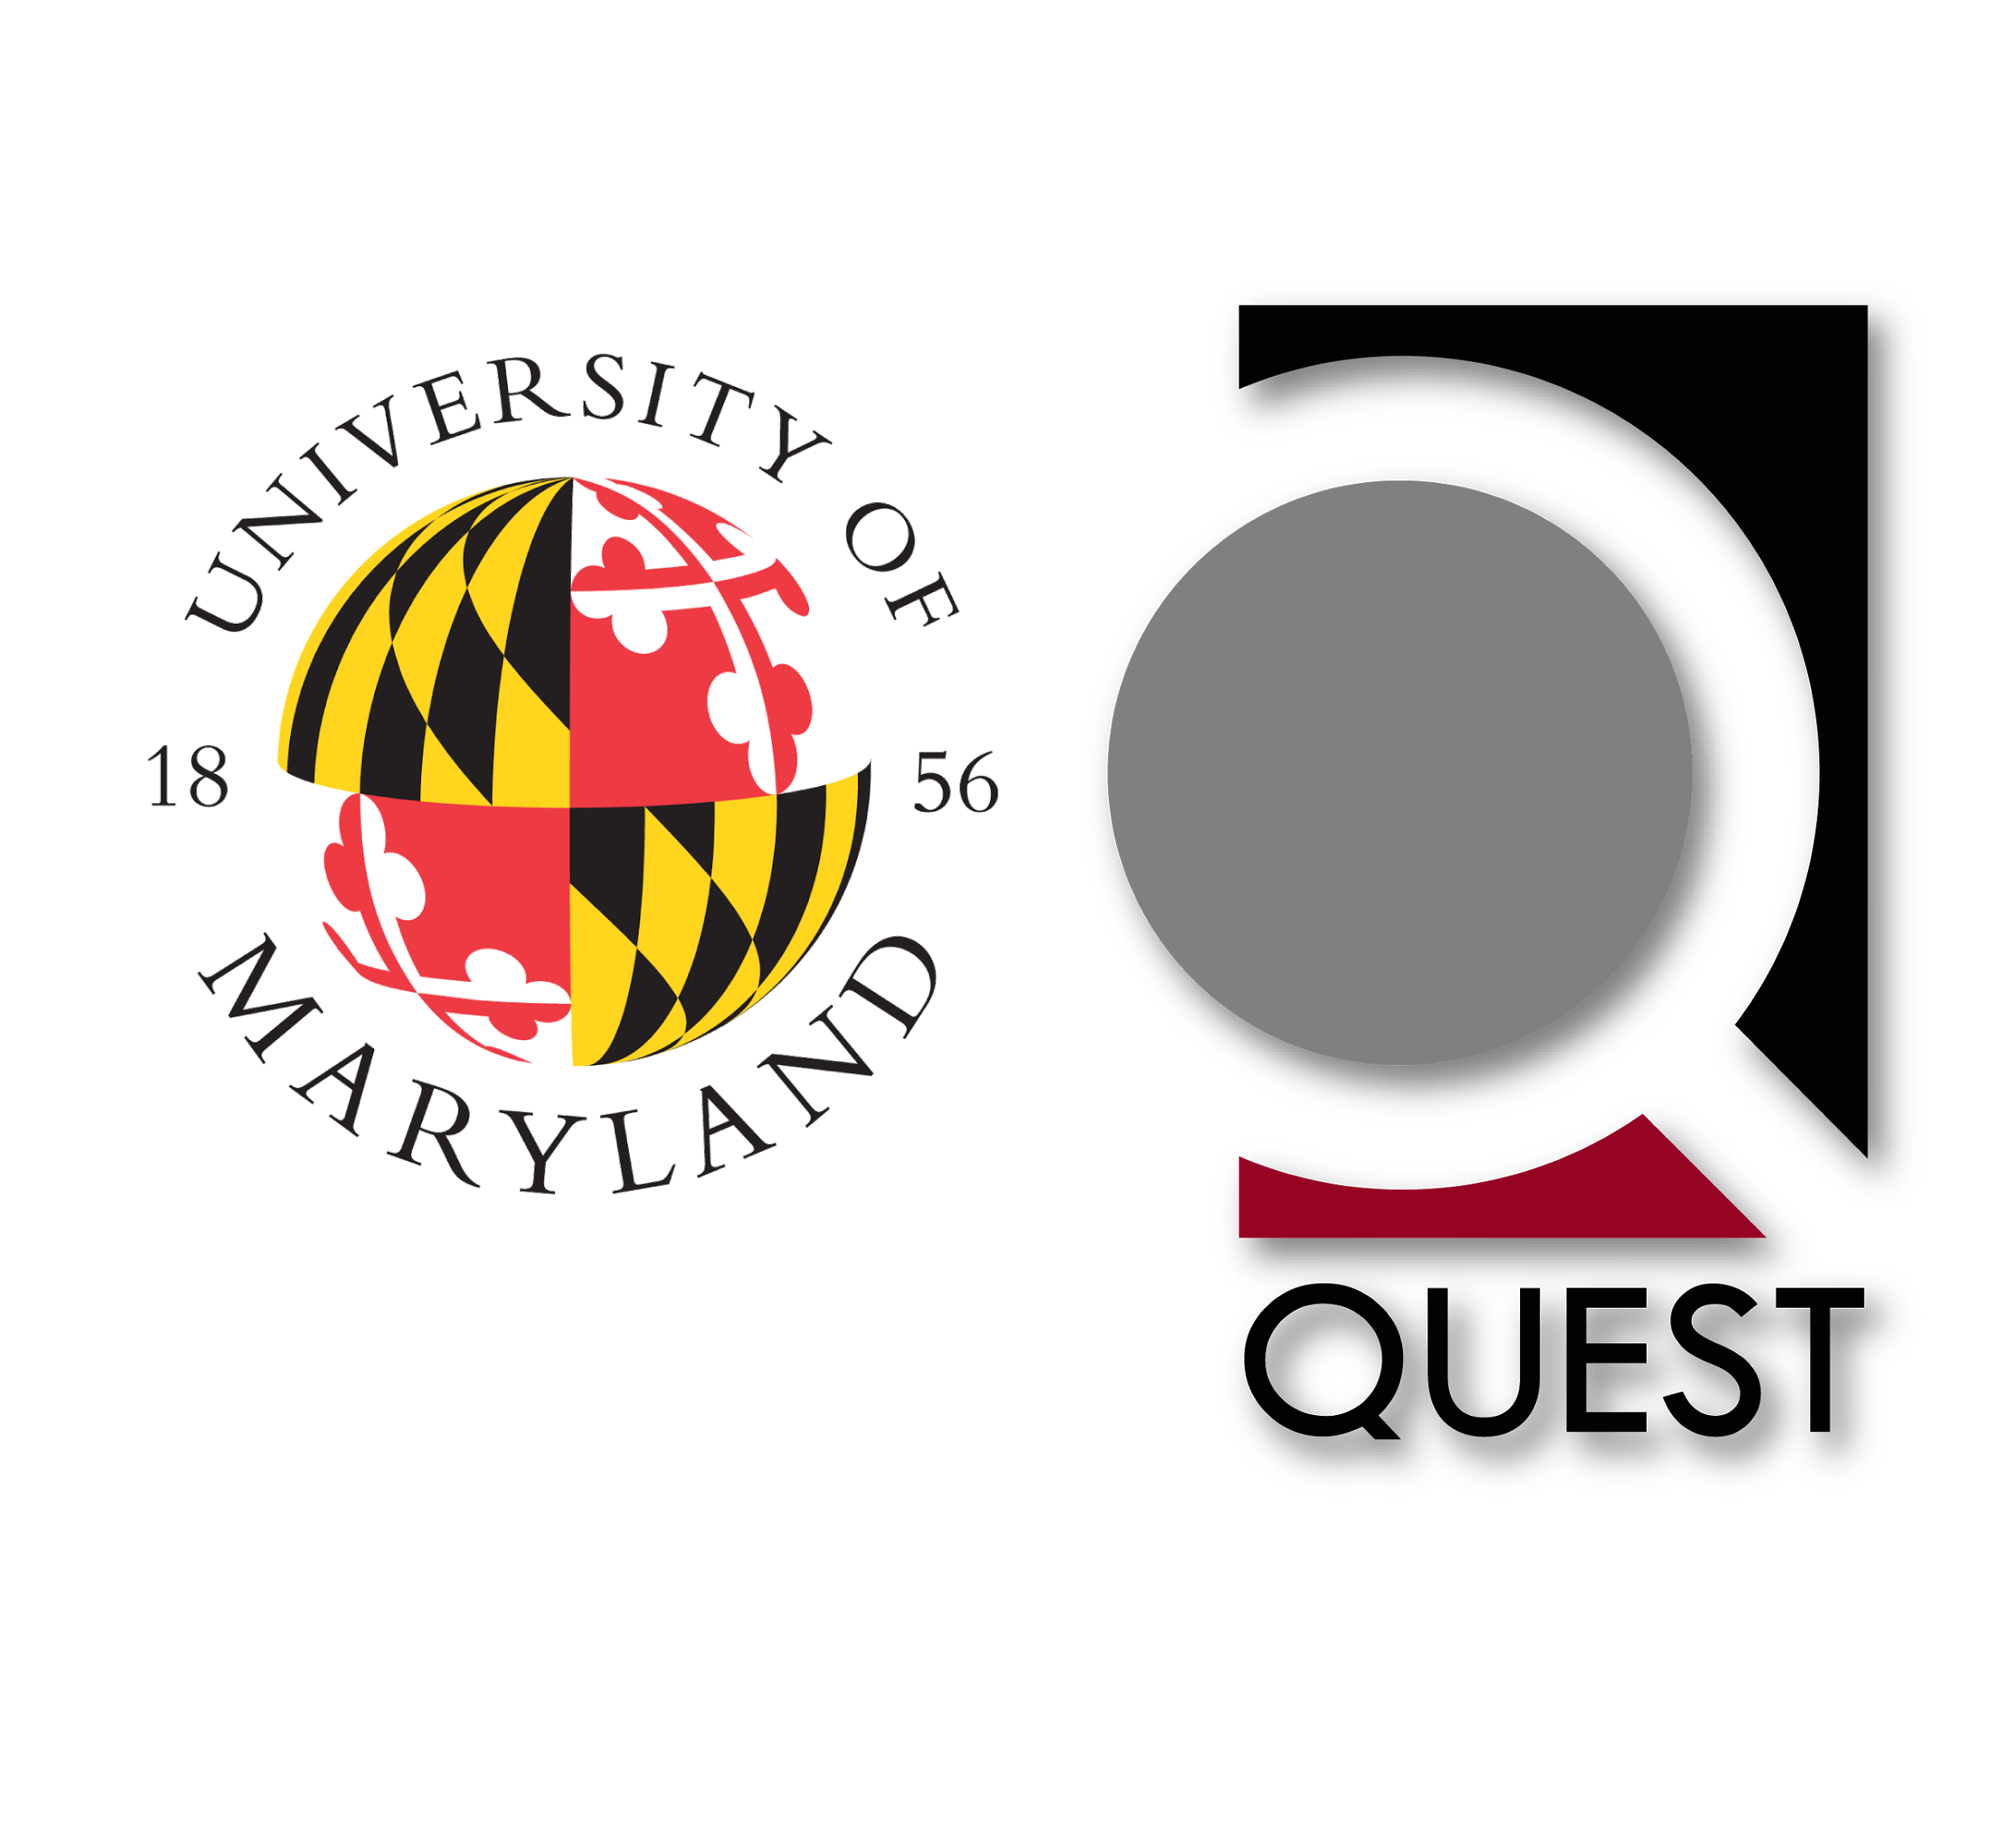 UNIVERSITY OF
18 56
MARYLAND
QUEST